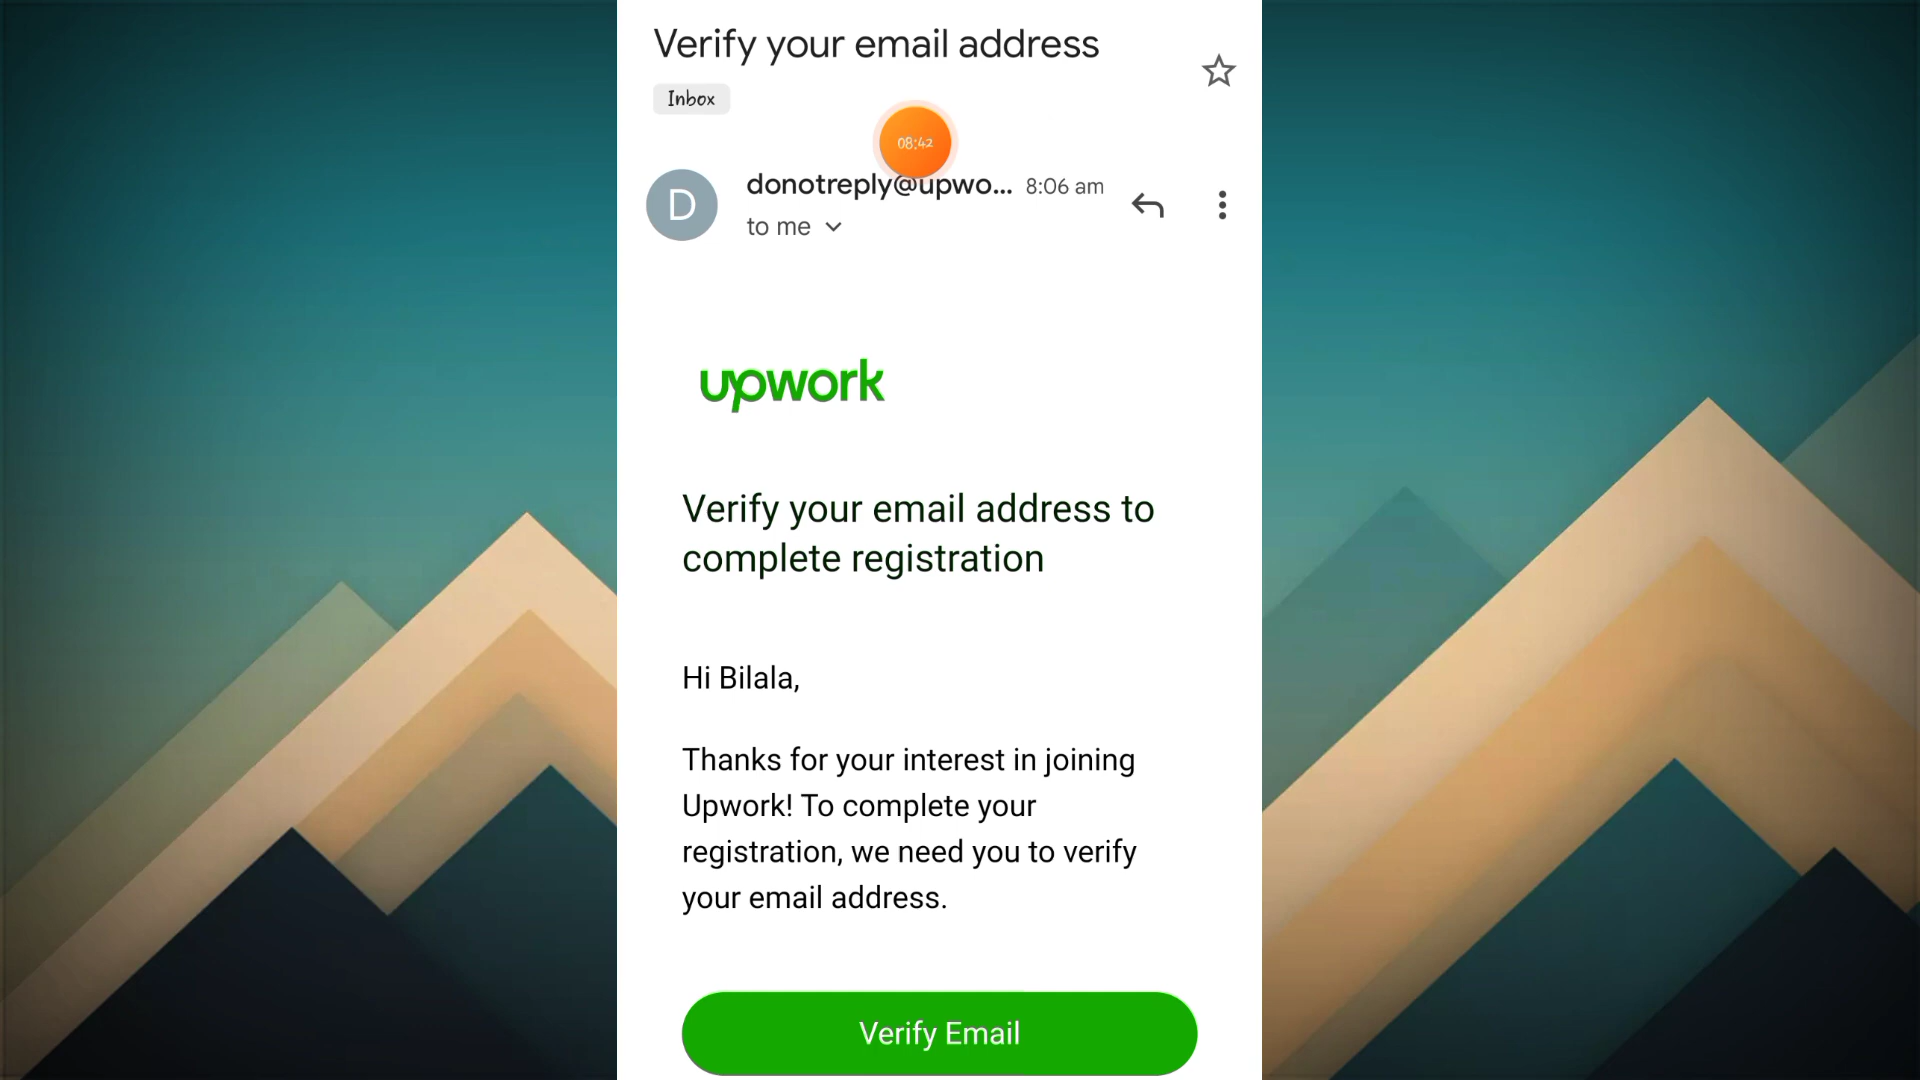 Verify your email address
Inbox
08:42
D
donotreply@upwo... 8:06 am
to me
upwork
Verify your email address to
complete registration
Hi Bilala,
Thanks for your interest in joining
Upwork! To complete your
registration, we need you to verify
your email address.
Verify Email